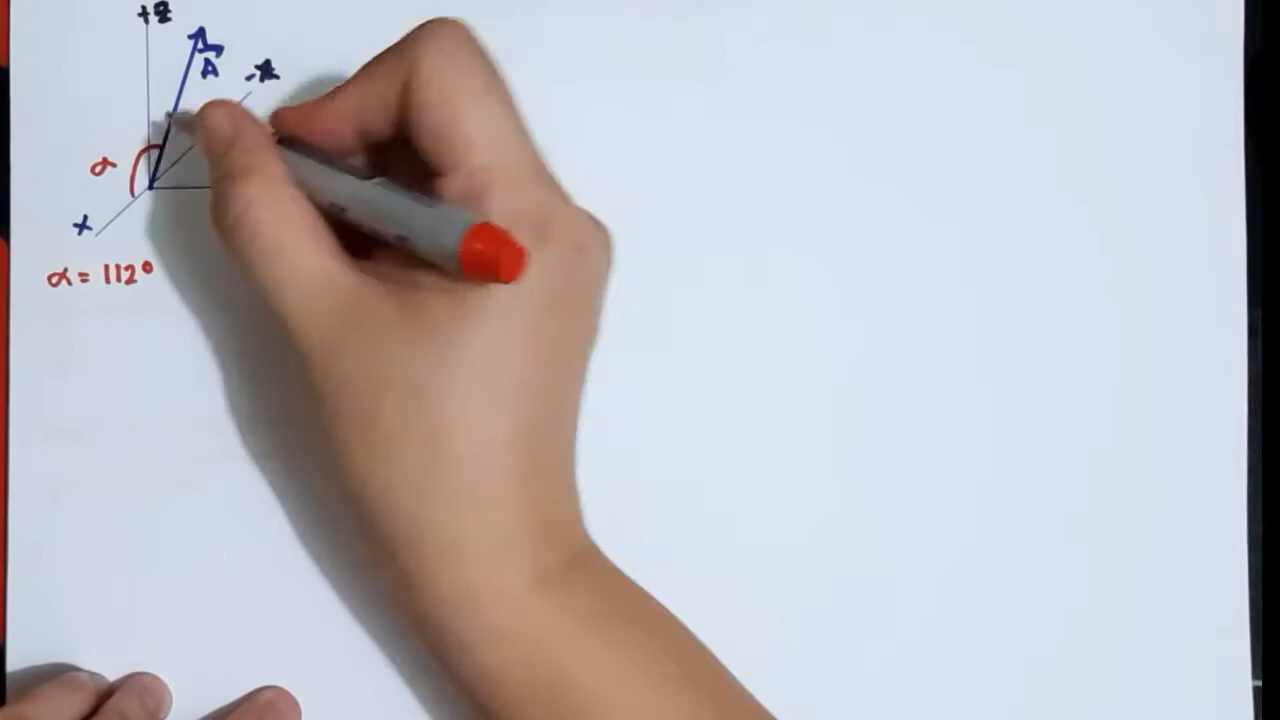 +z
A
-x
α
x
α = 112°